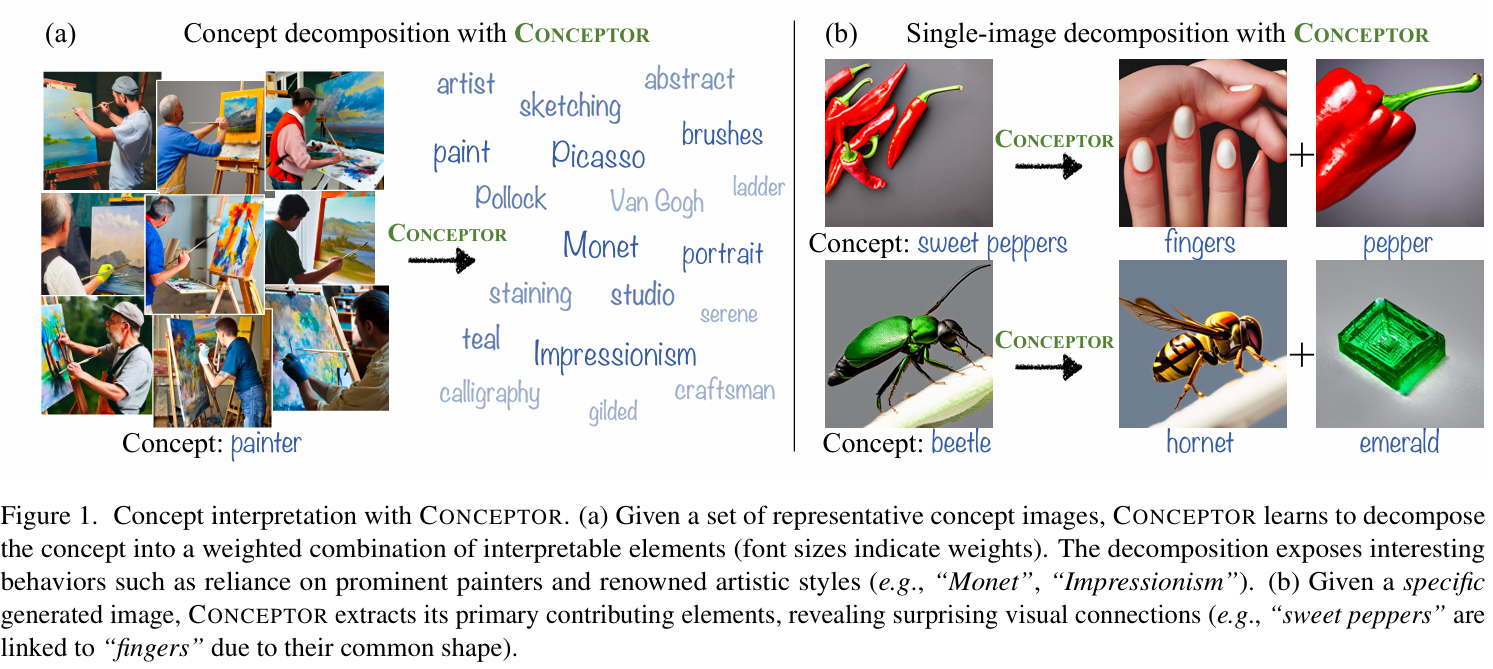 (a) Concept decomposition with CONCEPTOR
artist
abstract
sketching
brushes
paint
Picasso
Pollock
Van Gogh
ladder
CONCEPTOR
Monet
portrait
staining
studio
serene
teal
Impressionism
calligraphy
craftsman
gilded
Concept: painter
(b) Single-image decomposition with CONCEPTOR
CONCEPTOR
+
Concept: sweet peppers
fingers
pepper
CONCEPTOR
+
Concept: beetle
hornet
emerald
Figure 1. Concept interpretation with CONCEPTOR. (a) Given a set of representative concept images, CONCEPTOR learns to decompose
the concept into a weighted combination of interpretable elements (font sizes indicate weights). The decomposition exposes interesting
behaviors such as reliance on prominent painters and renowned artistic styles (e.g., “Monet”, “Impressionism”). (b) Given a specific
generated image, CONCEPTOR extracts its primary contributing elements, revealing surprising visual connections (e.g., “sweet peppers” are
linked to “fingers” due to their common shape).